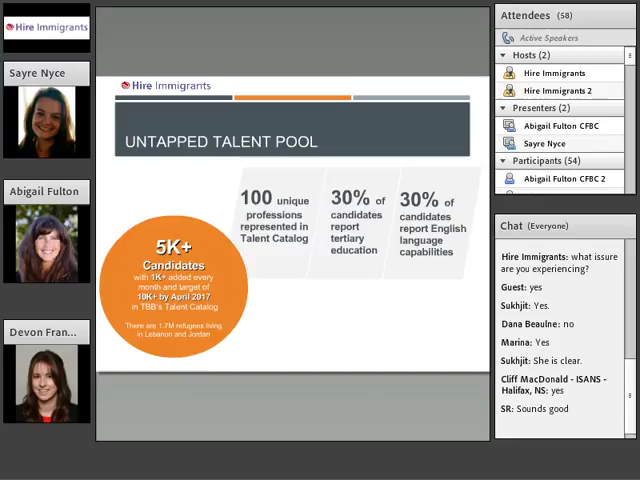 Hire Immigrants
Sayre Nyce
Abigail Fulton
Devon Fran...
Hire Immigrants
UNTAPPED TALENT POOL
100 unique
professions
represented in
Talent Catalog
30% of
candidates
report
tertiary
education
30% of
candidates
report English
language
capabilities
5K+
Candidates
with 1K+ added every
month and target of
10K+ by April 2017
in TBB's Talent Catalog
There are 1.7M refugees living
in Lebanon and Jordan
Attendees (58)
Active Speakers
Hosts (2)
Hire Immigrants
Hire Immigrants 2
Presenters (2)
Abigail Fulton CFBC
Sayre Nyce
Participants (54)
Abigail Fulton CFBC 2
Chat (Everyone)
Hire Immigrants: what issure
are you experiencing?
Guest: yes
Sukhjit: Yes.
Dana Beaulne: no
Marina: Yes
Sukhjit: She is clear.
Cliff MacDonald - ISANS -
Halifax, NS: yes
SR: Sounds good